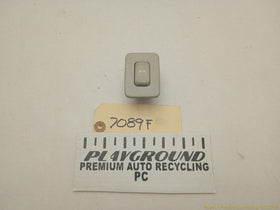 7089F
PLAYGROUND
PREMIUM AUTO RECYCLING
PC